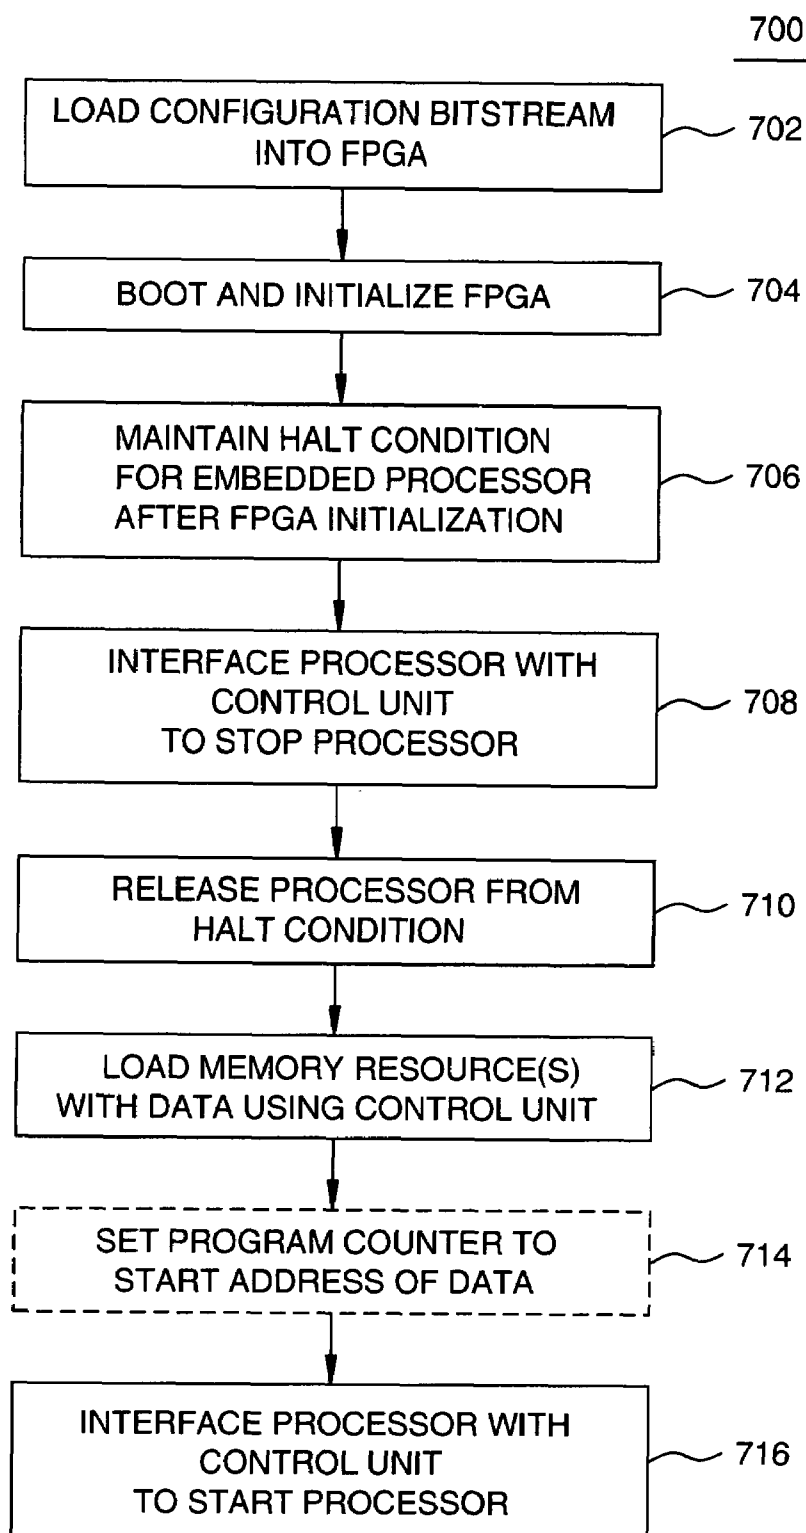 700
LOAD CONFIGURATION BITSTREAM
INTO FPGA
702
BOOT AND INITIALIZE FPGA
704
MAINTAIN HALT CONDITION
FOR EMBEDDED PROCESSOR
AFTER FPGA INITIALIZATION
706
INTERFACE PROCESSOR WITH
CONTROL UNIT
TO STOP PROCESSOR
708
RELEASE PROCESSOR FROM
HALT CONDITION
710
LOAD MEMORY RESOURCE(S)
WITH DATA USING CONTROL UNIT
712
SET PROGRAM COUNTER TO
START ADDRESS OF DATA
714
INTERFACE PROCESSOR WITH
CONTROL UNIT
TO START PROCESSOR
716